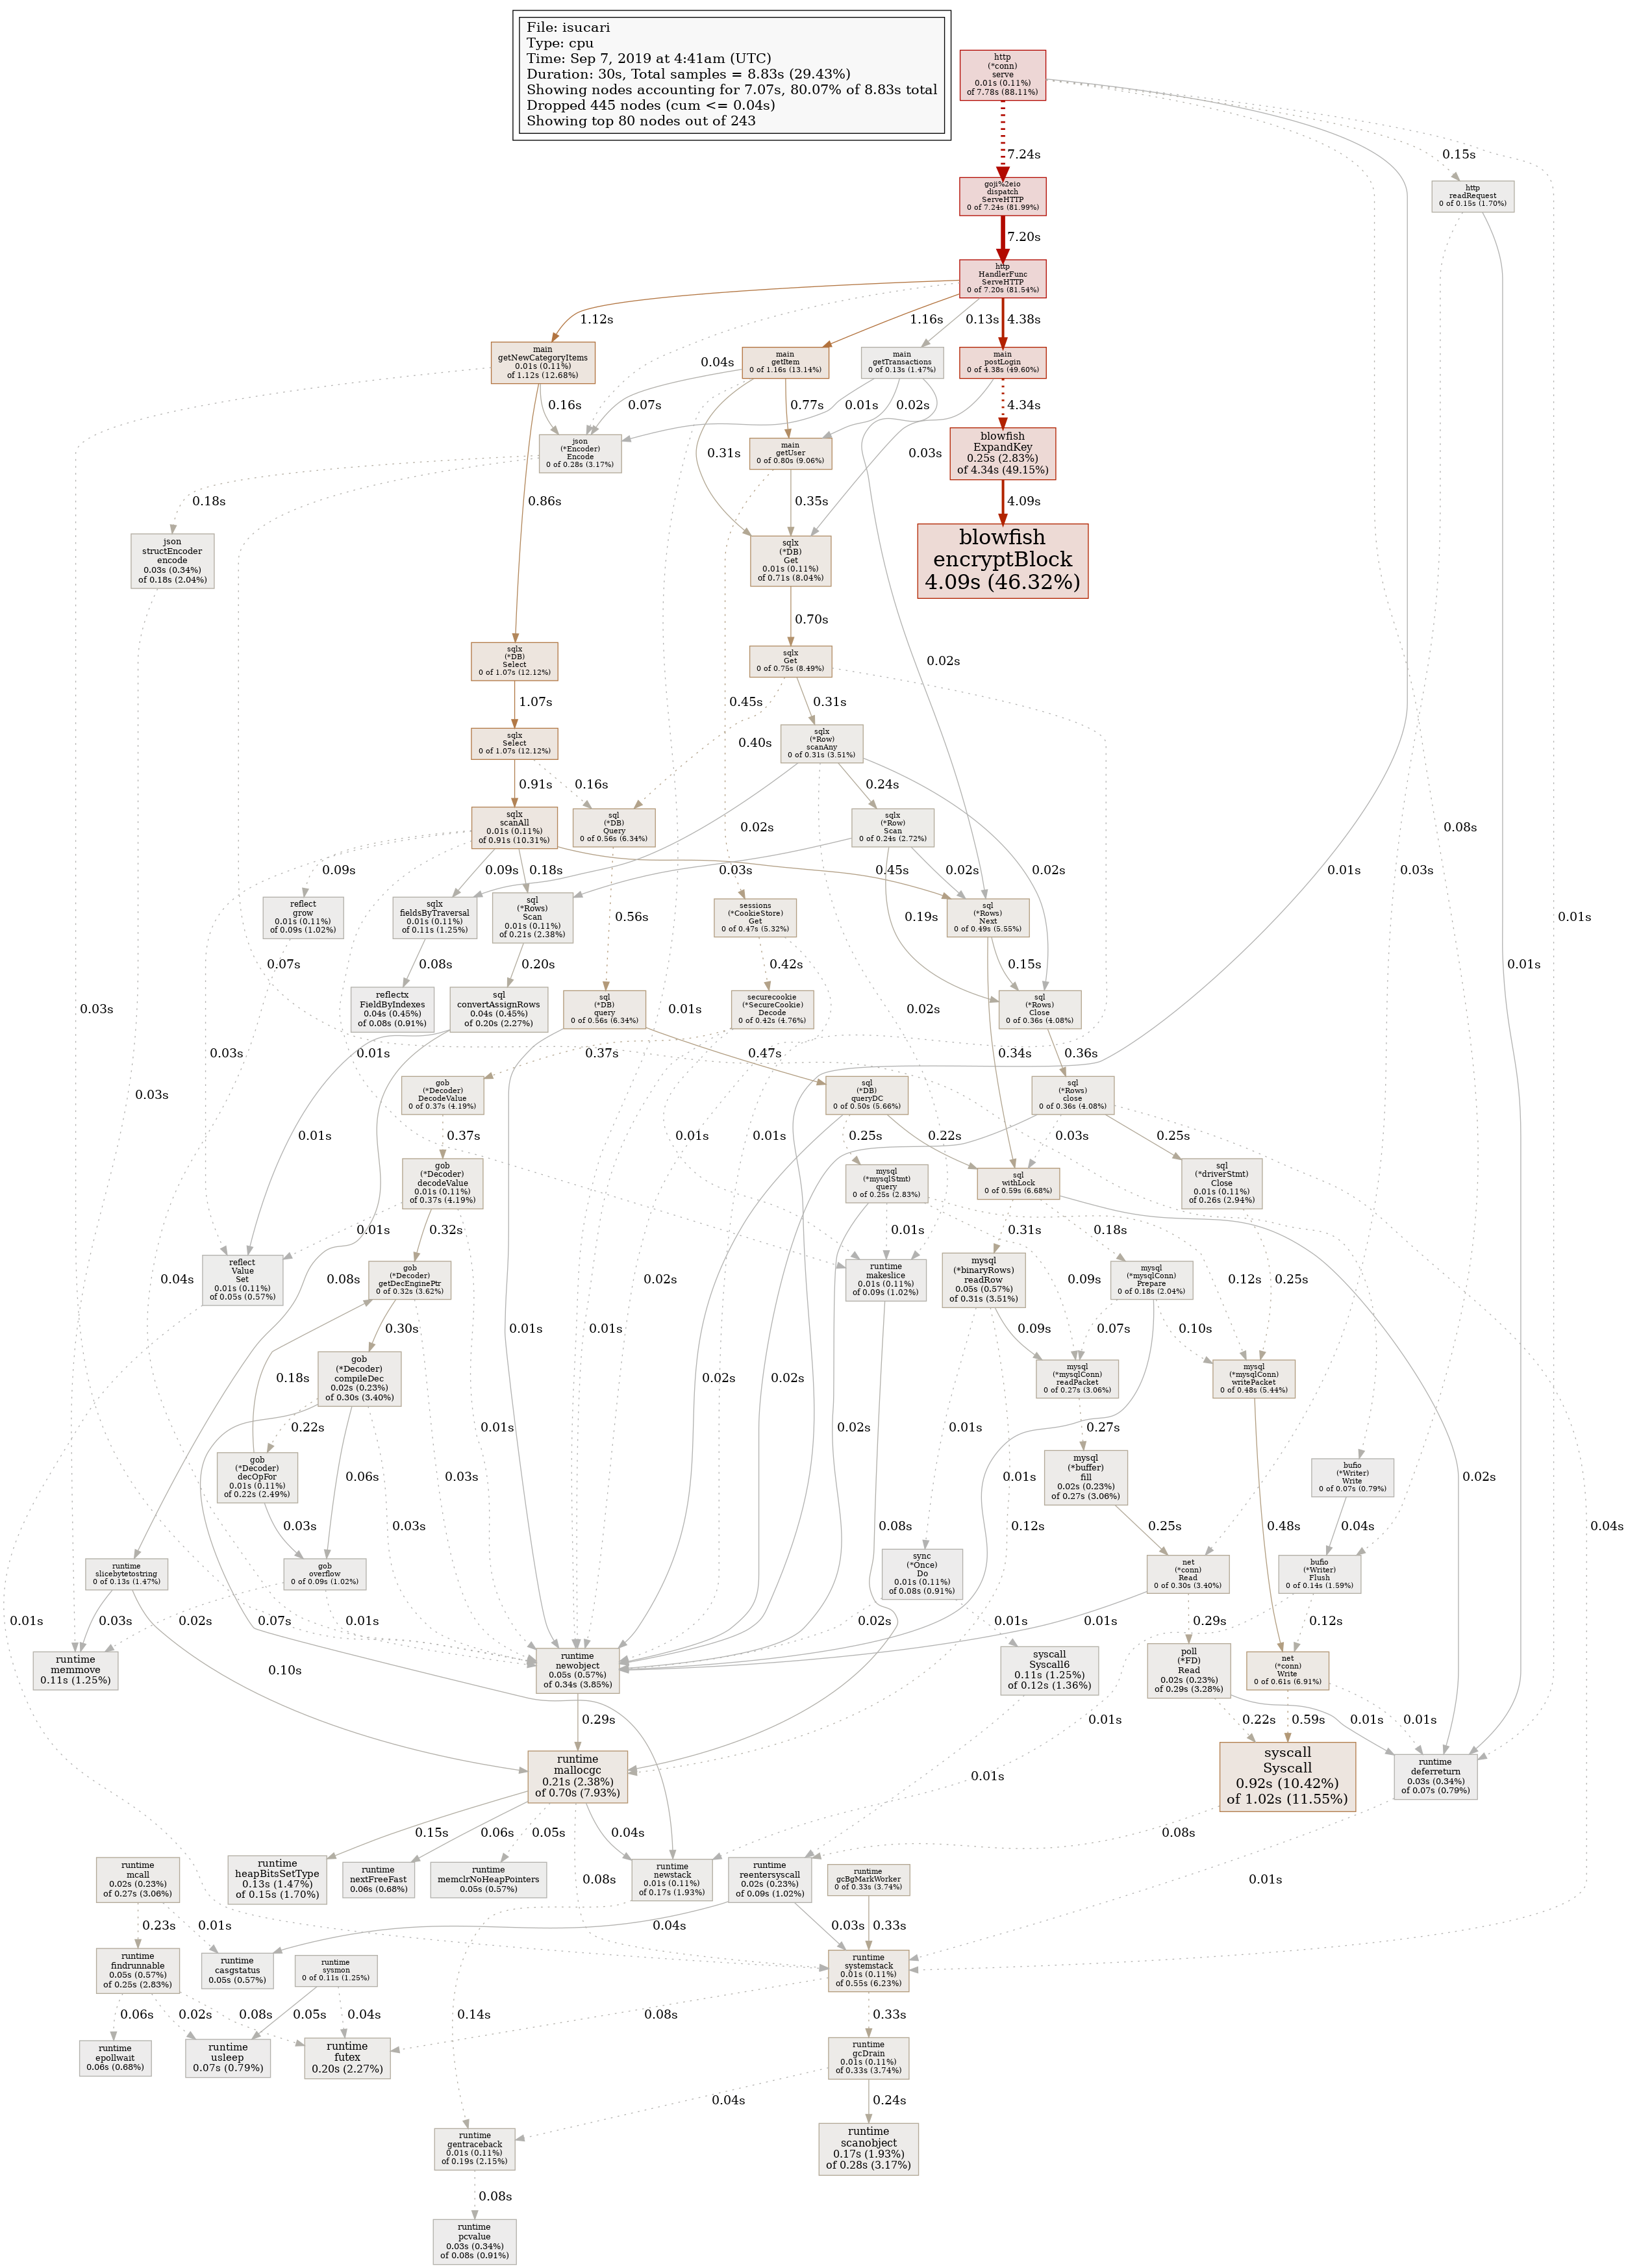 File: isucari
Type: cpu
Time: Sep 7, 2019 at 4:41am (UTC)
Duration: 30s, Total samples = 8.83s (29.43%)
Showing nodes accounting for 7.07s, 80.07% of 8.83s total
Dropped 445 nodes (cum <= 0.04s)
Showing top 80 nodes out of 243
http
(*conn)
serve
0.01s (0.11%)
of 7.78s (88.11%)
7.24s
0.15s
goji%2eio
dispatch
ServeHTTP
0 of 7.24s (81.99%)
http
readRequest
0 of 0.15s (1.70%)
7.20s
http
HandlerFunc
ServeHTTP
0 of 7.20s (81.54%)
1.12s
1.16s
0.13s
4.38s
main
getNewCategoryItems
0.01s (0.11%)
of 1.12s (12.68%)
0.04s
main
getItem
0 of 1.16s (13.14%)
main
getTransactions
0 of 0.13s (1.47%)
main
postLogin
0 of 4.38s (49.60%)
0.16s
0.07s
0.77s
0.01s
0.02s
4.34s
json
(*Encoder)
Encode
0 of 0.28s (3.17%)
0.31s
main
getUser
0 of 0.80s (9.06%)
0.03s
blowfish
ExpandKey
0.25s (2.83%)
of 4.34s (49.15%)
0.18s
0.86s
0.35s
4.09s
json
structEncoder
encode
0.03s (0.34%)
of 0.18s (2.04%)
sqlx
(*DB)
Get
0.01s (0.11%)
of 0.71s (8.04%)
blowfish
encryptBlock
4.09s (46.32%)
0.70s
sqlx
(*DB)
Select
0 of 1.07s (12.12%)
sqlx
Get
0 of 0.75s (8.49%)
0.02s
1.07s
0.45s
0.31s
sqlx
Select
0 of 1.07s (12.12%)
0.40s
sqlx
(*Row)
scanAny
0 of 0.31s (3.51%)
0.91s
0.16s
0.24s
sqlx
scanAll
0.01s (0.11%)
of 0.91s (10.31%)
sql
(*DB)
Query
0 of 0.56s (6.34%)
0.02s
sqlx
(*Row)
Scan
0 of 0.24s (2.72%)
0.08s
0.09s
0.09s
0.18s
0.03s
0.45s
0.02s
0.02s
0.03s
0.01s
reflect
grow
0.01s (0.11%)
of 0.09s (1.02%)
sqlx
fieldsByTraversal
0.01s (0.11%)
of 0.11s (1.25%)
sql
(*Rows)
Scan
0.01s (0.11%)
of 0.21s (2.38%)
0.56s
sessions
(*CookieStore)
Get
0 of 0.47s (5.32%)
0.19s
sql
(*Rows)
Next
0 of 0.49s (5.55%)
0.01s
0.07s
0.08s
0.20s
0.42s
0.15s
0.01s
0.03s
reflectx
FieldByIndexes
0.04s (0.45%)
of 0.08s (0.91%)
sql
convertAssignRows
0.04s (0.45%)
of 0.20s (2.27%)
sql
(*DB)
query
0 of 0.56s (6.34%)
0.01s
securecookie
(*SecureCookie)
Decode
0 of 0.42s (4.76%)
0.02s
sql
(*Rows)
Close
0 of 0.36s (4.08%)
0.03s
0.01s
0.37s
0.47s
0.34s
0.36s
0.03s
gob
(*Decoder)
DecodeValue
0 of 0.37s (4.19%)
sql
(*DB)
queryDC
0 of 0.50s (5.66%)
sql
(*Rows)
close
0 of 0.36s (4.08%)
0.01s
0.37s
0.01s
0.01s
0.25s
0.22s
0.03s
0.25s
gob
(*Decoder)
decodeValue
0.01s (0.11%)
of 0.37s (4.19%)
mysql
(*mysqlStmt)
query
0 of 0.25s (2.83%)
sql
withLock
0 of 0.59s (6.68%)
sql
(*driverStmt)
Close
0.01s (0.11%)
of 0.26s (2.94%)
0.01s
0.32s
0.01s
0.31s
0.18s
reflect
Value
Set
0.01s (0.11%)
of 0.05s (0.57%)
0.04s
0.08s
gob
(*Decoder)
getDecEnginePtr
0 of 0.32s (3.62%)
0.02s
runtime
makeslice
0.01s (0.11%)
of 0.09s (1.02%)
mysql
(*binaryRows)
readRow
0.05s (0.57%)
of 0.31s (3.51%)
0.09s
mysql
(*mysqlConn)
Prepare
0 of 0.18s (2.04%)
0.12s
0.25s
0.30s
0.01s
0.01s
0.09s
0.07s
0.10s
0.04s
0.18s
gob
(*Decoder)
compileDec
0.02s (0.23%)
of 0.30s (3.40%)
0.01s
0.02s
0.02s
mysql
(*mysqlConn)
readPacket
0 of 0.27s (3.06%)
mysql
(*mysqlConn)
writePacket
0 of 0.48s (5.44%)
0.22s
0.02s
0.01s
0.27s
gob
(*Decoder)
decOpFor
0.01s (0.11%)
of 0.22s (2.49%)
0.06s
0.03s
0.01s
mysql
(*buffer)
fill
0.02s (0.23%)
of 0.27s (3.06%)
bufio
(*Writer)
Write
0 of 0.07s (0.79%)
0.02s
0.03s
0.03s
0.08s
0.12s
0.25s
0.48s
0.04s
runtime
slicebytetostring
0 of 0.13s (1.47%)
gob
overflow
0 of 0.09s (1.02%)
sync
(*Once)
Do
0.01s (0.11%)
of 0.08s (0.91%)
net
(*conn)
Read
0 of 0.30s (3.40%)
bufio
(*Writer)
Flush
0 of 0.14s (1.59%)
0.01s
0.03s
0.02s
0.07s
0.01s
0.02s
0.01s
0.01s
0.29s
0.12s
runtime
memmove
0.11s (1.25%)
0.10s
runtime
newobject
0.05s (0.57%)
of 0.34s (3.85%)
syscall
Syscall6
0.11s (1.25%)
of 0.12s (1.36%)
poll
(*FD)
Read
0.02s (0.23%)
of 0.29s (3.28%)
net
(*conn)
Write
0 of 0.61s (6.91%)
0.29s
0.01s
0.22s
0.59s
0.01s
0.01s
runtime
mallocgc
0.21s (2.38%)
of 0.70s (7.93%)
0.01s
syscall
Syscall
0.92s (10.42%)
of 1.02s (11.55%)
runtime
deferreturn
0.03s (0.34%)
of 0.07s (0.79%)
0.15s
0.06s
0.05s
0.04s
0.08s
runtime
mcall
0.02s (0.23%)
of 0.27s (3.06%)
runtime
heapBitsSetType
0.13s (1.47%)
of 0.15s (1.70%)
runtime
nextFreeFast
0.06s (0.68%)
runtime
memclrNoHeapPointers
0.05s (0.57%)
0.08s
runtime
newstack
0.01s (0.11%)
of 0.17s (1.93%)
runtime
reentersyscall
0.02s (0.23%)
of 0.09s (1.02%)
runtime
gcBgMarkWorker
0 of 0.33s (3.74%)
0.01s
0.23s
0.01s
0.04s
0.03s
0.33s
runtime
findrunnable
0.05s (0.57%)
of 0.25s (2.83%)
runtime
casgstatus
0.05s (0.57%)
runtime
sysmon
0 of 0.11s (1.25%)
runtime
systemstack
0.01s (0.11%)
of 0.55s (6.23%)
0.06s
0.02s
0.08s
0.05s
0.04s
0.14s
0.08s
0.33s
runtime
epollwait
0.06s (0.68%)
runtime
usleep
0.07s (0.79%)
runtime
futex
0.20s (2.27%)
runtime
gcDrain
0.01s (0.11%)
of 0.33s (3.74%)
0.04s
0.24s
runtime
gentraceback
0.01s (0.11%)
of 0.19s (2.15%)
runtime
scanobject
0.17s (1.93%)
of 0.28s (3.17%)
0.08s
runtime
pcvalue
0.03s (0.34%)
of 0.08s (0.91%)